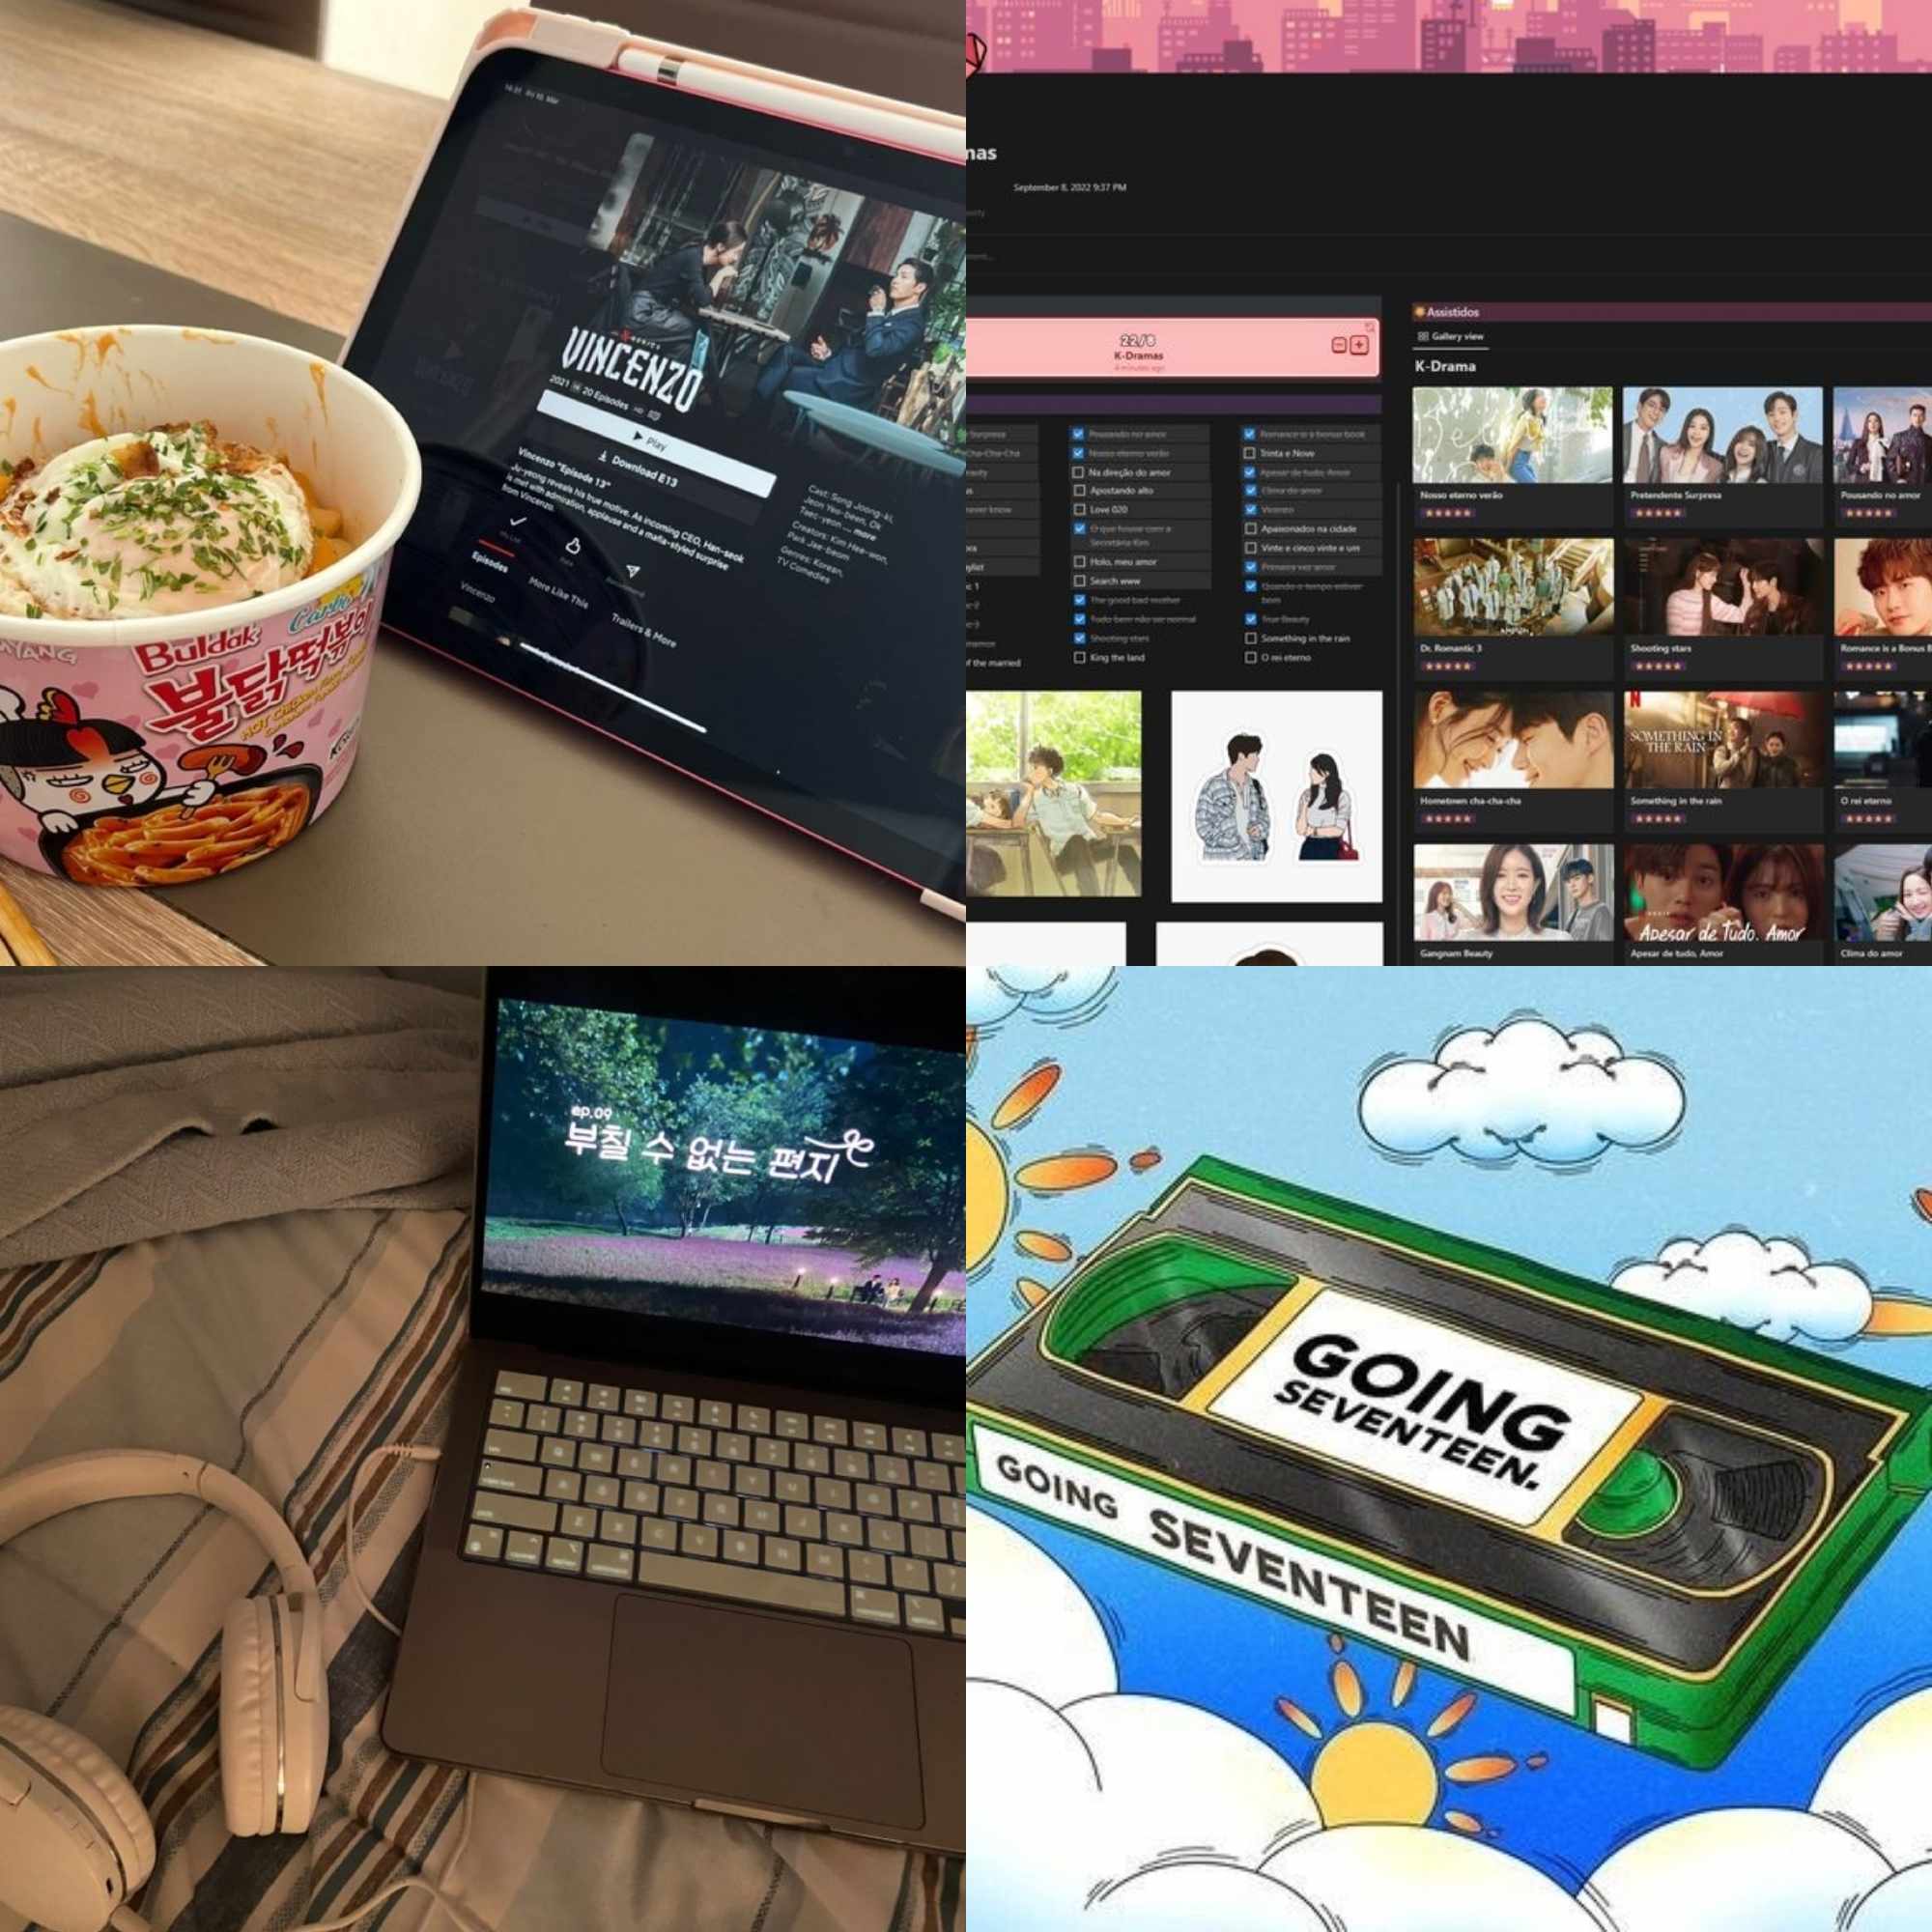 VINCENZO
2021 20 Episodes HD
Play
Download E13
Vincenzo "Episode 13"
Ju-yeong reveals his true motive. As incoming CEO, Han-seok
is met with admiration, applause and a mafia-styled surprise
from Vincenzo.
Cast: Song Joong-ki,
Jeon Yeo-been, Ok
Taec-yeon ... more
Creators: Kim Hee-won,
Park Jae-beom
Genres: Korean,
TV Comedies
My List
Rate
Episodes
More Like This
Trailers & More
Vincenzo
Buldak
불닭떡볶이
September 8, 2022 9:37 PM
22/8
K-Dramas
4 minutes ago
Pousando no amor
Nosso eterno verão
Na direção do amor
Apostando alto
Love 020
O que houve com a
Secretária Kim
Holo, meu amor
Search www
The good bad mother
Tudo bem não ser normal
Shooting stars
King the land
Romance is a bonus book
Trinta e Nove
Apesar de tudo, Amor
Clima do amor
Vicenzo
Apaixonados na cidade
Vinte e cinco vinte e um
Primeira vez amor
Quando o tempo estiver
bom
True Beauty
Something in the rain
O rei eterno
of the married
Assistidos
Gallery view
K-Drama
Nosso eterno verão
Pretendente Surpresa
Pousando no amor
Dr. Romantic 3
Shooting stars
Romance is a Bonus B
SOMETHING IN
THE RAIN
Hometown cha-cha-cha
Something in the rain
O rei eterno
Apesar de Tudo, Amor
Gangnam Beauty
Apesar de tudo, Amor
Clima do amor
ep.09
부칠 수 없는 편지
GOING
SEVENTEEN.
GOING SEVENTEEN